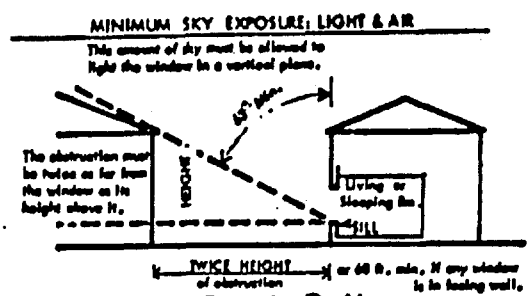 MINIMUM SKY EXPOSURE: LIGHT & AIR
This amount of sky must be allowed to
light the window in a vertical plane.
65° Min.
The obstruction must
be twice as far from
the window as its
height above it.
HEIGHT
Living or
Sleeping Rm.
SILL
TWICE HEIGHT
of obstruction
or 60 ft. min. if any window
is in facing wall.